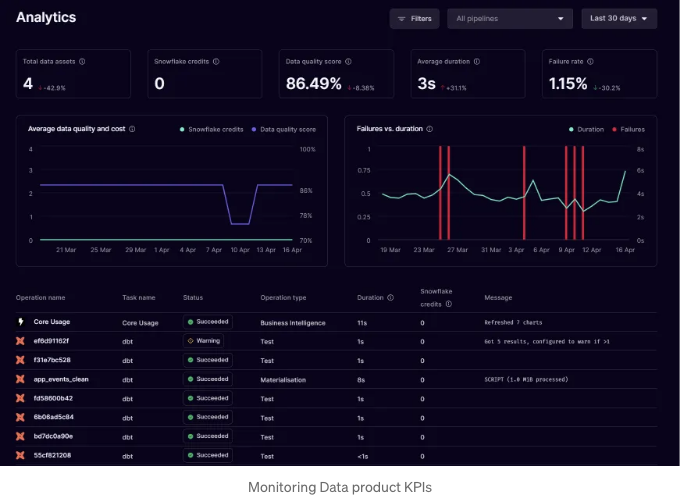 Analytics
Filters
All pipelines
Last 30 days
Total data assets
4 ↓-42.9%
Snowflake credits
0
Data quality score
86.49% ↓-8.36%
Average duration
3s ↑+31.1%
Failure rate
1.15% ↓-30.2%
Average data quality and cost
Snowflake credits Data quality score
4 100%
3
2 86%
1 78%
0 70%
21 Mar 25 Mar 29 Mar 1 Apr 4 Apr 7 Apr 10 Apr 13 Apr 16 Apr
Failures vs. duration
Duration Failures
1 8s
0.75 6s
0.5 4s
0.25 2s
0 0s
19 Mar 23 Mar 27 Mar 31 Mar 3 Apr 6 Apr 9 Apr 12 Apr 16 Apr
Operation name Task name Status Operation type Duration Snowflake credits Message
Core Usage Core Usage Succeeded Business Intelligence 11s 0 Refreshed 7 charts
ef6d91162f dbt Warning Test 1s 0 Got 5 results, configured to warn if >1
f31e7bc528 dbt Succeeded Test 1s 0
app_events_clean dbt Succeeded Materialisation 8s 0 SCRIPT (1.0 MiB processed)
fd58600b42 dbt Succeeded Test 1s 0
6b06ad5c84 dbt Succeeded Test 1s 0
bd7dc0a90e dbt Succeeded Test 1s 0
55cf821208 dbt Succeeded Test <1s 0
Monitoring Data product KPIs